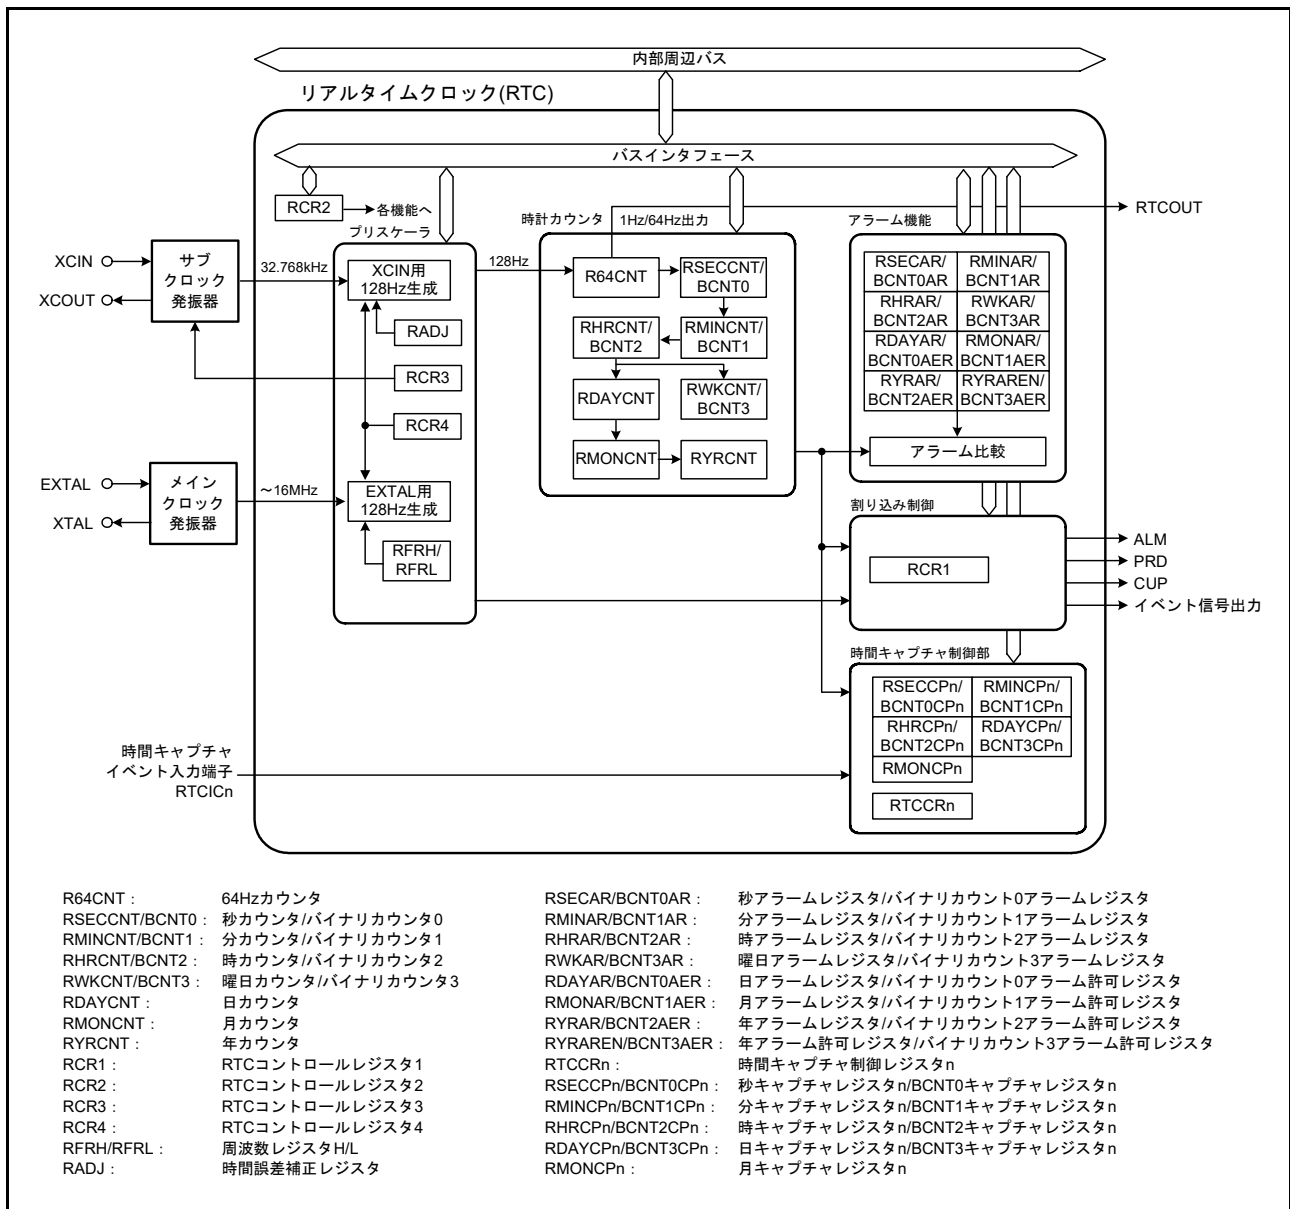 内部周辺バス
リアルタイムクロック(RTC)
バスインタフェース
RCR2
各機能へ
プリスケーラ
時計カウンタ
1Hz/64Hz出力
アラーム機能
RTCOUT
XCIN
XCOUT
サブ
クロック
発振器
32.768kHz
XCIN用
128Hz生成
128Hz
RADJ
RCR3
RCR4
R64CNT
RSECCNT/
BCNT0
RHRCNT/
BCNT2
RMINCNT/
BCNT1
RDAYCNT
RWKCNT/
BCNT3
RMONCNT
RYRCNT
RSECAR/
BCNT0AR
RMINAR/
BCNT1AR
RHRAR/
BCNT2AR
RWKAR/
BCNT3AR
RDAYAR/
BCNT0AER
RMONAR/
BCNT1AER
RYRAR/
BCNT2AER
RYRAREN/
BCNT3AER
アラーム比較
EXTAL
XTAL
メイン
クロック
発振器
～16MHz
EXTAL用
128Hz生成
RFRH/
RFRL
割り込み制御
RCR1
ALM
PRD
CUP
イベント信号出力
時間キャプチャ制御部
RSECCPn/
BCNT0CPn
RMINCPn/
BCNT1CPn
RHRCPn/
BCNT2CPn
RDAYCPn/
BCNT3CPn
RMONCPn
RTCCRn
時間キャプチャ
イベント入力端子
RTCICn
R64CNT : 64Hzカウンタ
RSECCNT/BCNT0 : 秒カウンタ/バイナリカウンタ0
RMINCNT/BCNT1 : 分カウンタ/バイナリカウンタ1
RHRCNT/BCNT2 : 時カウンタ/バイナリカウンタ2
RWKCNT/BCNT3 : 曜日カウンタ/バイナリカウンタ3
RDAYCNT : 日カウンタ
RMONCNT : 月カウンタ
RYRCNT : 年カウンタ
RCR1 : RTCコントロールレジスタ1
RCR2 : RTCコントロールレジスタ2
RCR3 : RTCコントロールレジスタ3
RCR4 : RTCコントロールレジスタ4
RFRH/RFRL : 周波数レジスタH/L
RADJ : 時間誤差補正レジスタ
RSECAR/BCNT0AR : 秒アラームレジスタ/バイナリカウント0アラームレジスタ
RMINAR/BCNT1AR : 分アラームレジスタ/バイナリカウント1アラームレジスタ
RHRAR/BCNT2AR : 時アラームレジスタ/バイナリカウント2アラームレジスタ
RWKAR/BCNT3AR : 曜日アラームレジスタ/バイナリカウント3アラームレジスタ
RDAYAR/BCNT0AER : 日アラームレジスタ/バイナリカウント0アラーム許可レジスタ
RMONAR/BCNT1AER : 月アラームレジスタ/バイナリカウント1アラーム許可レジスタ
RYRAR/BCNT2AER : 年アラームレジスタ/バイナリカウント2アラーム許可レジスタ
RYRAREN/BCNT3AER : 年アラーム許可レジスタ/バイナリカウント3アラーム許可レジスタ
RTCCRn : 時間キャプチャ制御レジスタn
RSECCPn/BCNT0CPn : 秒キャプチャレジスタn/BCNT0キャプチャレジスタn
RMINCPn/BCNT1CPn : 分キャプチャレジスタn/BCNT1キャプチャレジスタn
RHRCPn/BCNT2CPn : 時キャプチャレジスタn/BCNT2キャプチャレジスタn
RDAYCPn/BCNT3CPn : 日キャプチャレジスタn/BCNT3キャプチャレジスタn
RMONCPn : 月キャプチャレジスタn